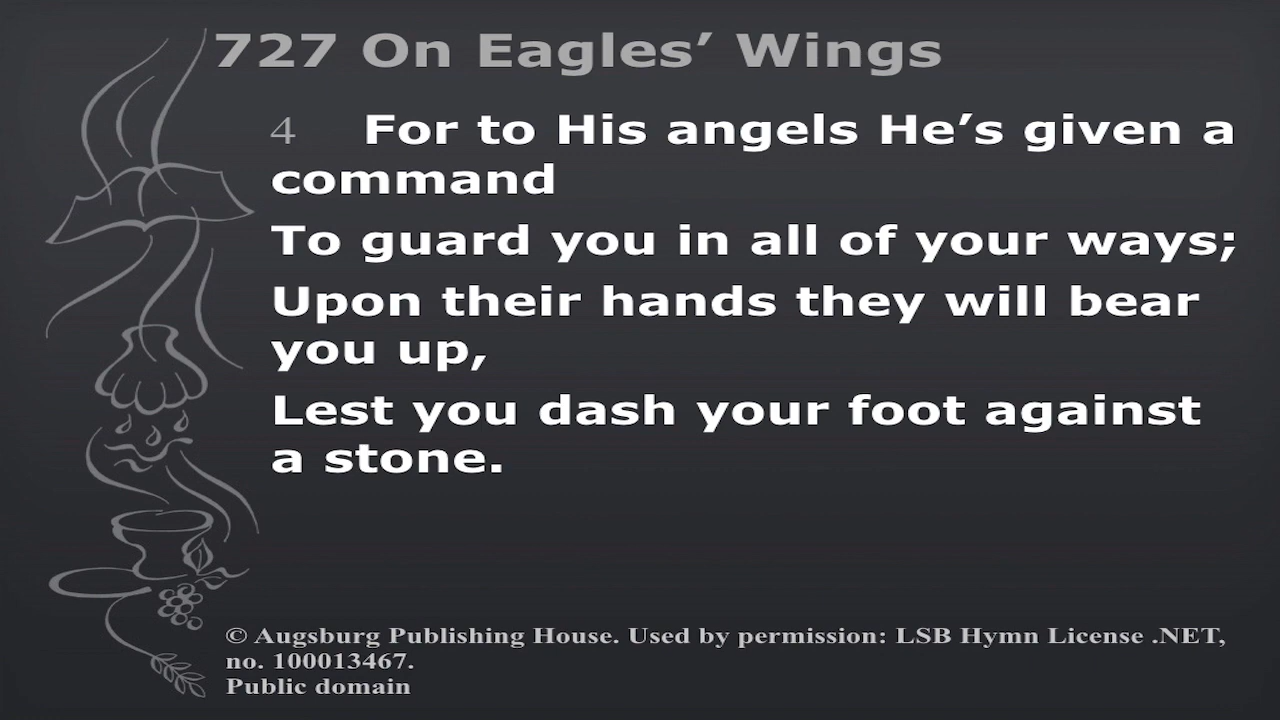 727 On Eagles’ Wings
4 For to His angels He’s given a
command
To guard you in all of your ways;
Upon their hands they will bear
you up,
Lest you dash your foot against
a stone.
© Augsburg Publishing House. Used by permission: LSB Hymn License .NET,
no. 100013467.
Public domain